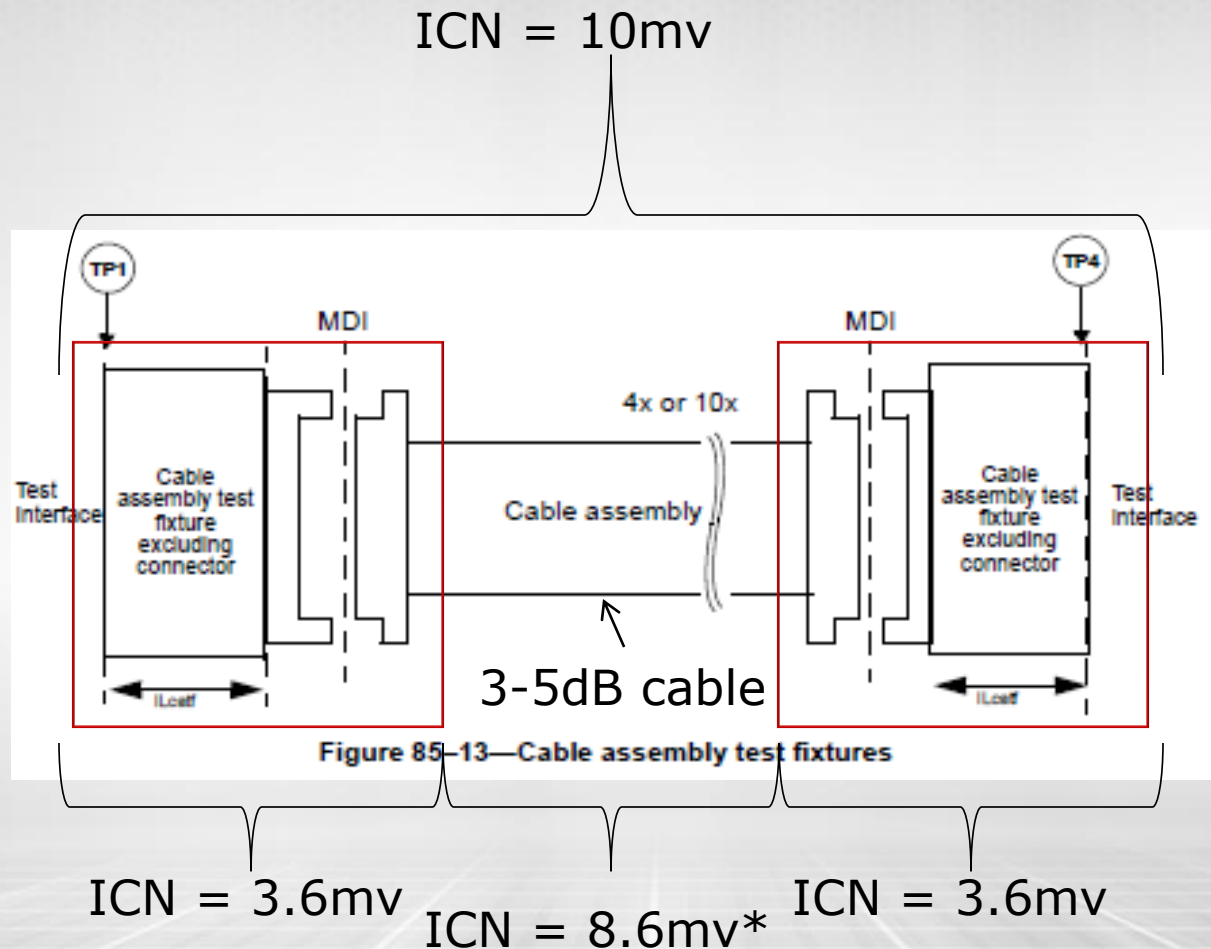 ICN = 10mv
TP1
TP4
MDI
MDI
4x or 10x
Test
Interface
Cable
assembly test
fixture
excluding
connector
Cable assembly
Cable
assembly test
fixture
excluding
connector
Test
Interface
3-5dB cable
ILcatf
ILcatf
Figure 85–13—Cable assembly test fixtures
ICN = 3.6mv
ICN = 8.6mv*
ICN = 3.6mv